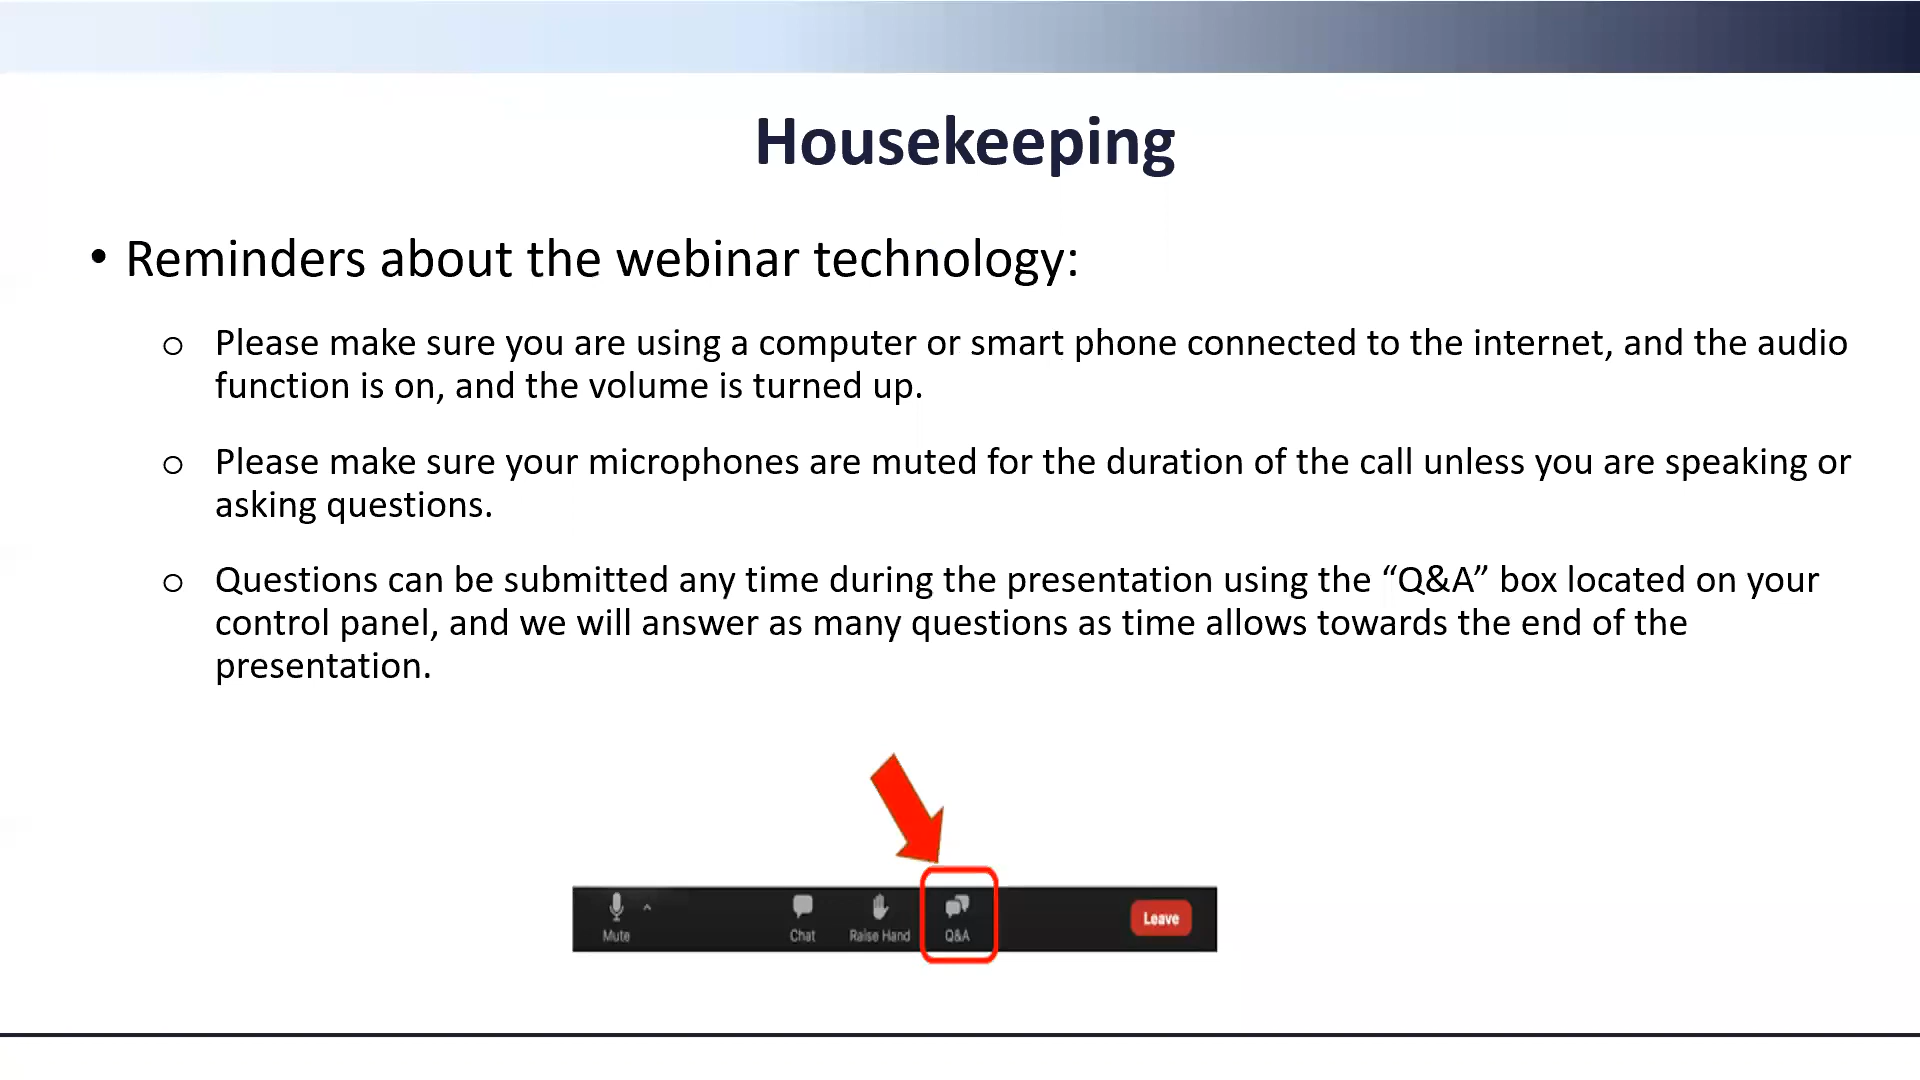 Housekeeping
• Reminders about the webinar technology:
o Please make sure you are using a computer or smart phone connected to the internet, and the audio
function is on, and the volume is turned up.
o Please make sure your microphones are muted for the duration of the call unless you are speaking or
asking questions.
o Questions can be submitted any time during the presentation using the “Q&A” box located on your
control panel, and we will answer as many questions as time allows towards the end of the
presentation.
Mute Chat Raise Hand Q&A Leave